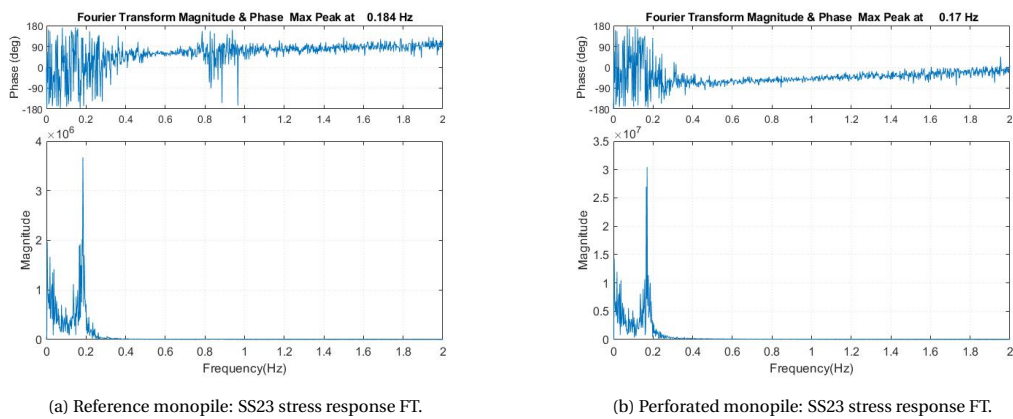 Fourier Transform Magnitude & Phase Max Peak at 0.184 Hz
Phase (deg)
180
90
0
-90
-180
0 0.2 0.4 0.6 0.8 1 1.2 1.4 1.6 1.8 2
×10⁶
Magnitude
4
3
2
1
0
0 0.2 0.4 0.6 0.8 1 1.2 1.4 1.6 1.8 2
Frequency(Hz)
(a) Reference monopile: SS23 stress response FT.
Fourier Transform Magnitude & Phase Max Peak at 0.17 Hz
Phase (deg)
180
90
0
-90
-180
0 0.2 0.4 0.6 0.8 1 1.2 1.4 1.6 1.8 2
×10⁷
Magnitude
3.5
3
2.5
2
1.5
1
0.5
0
0 0.2 0.4 0.6 0.8 1 1.2 1.4 1.6 1.8 2
Frequency(Hz)
(b) Perforated monopile: SS23 stress response FT.